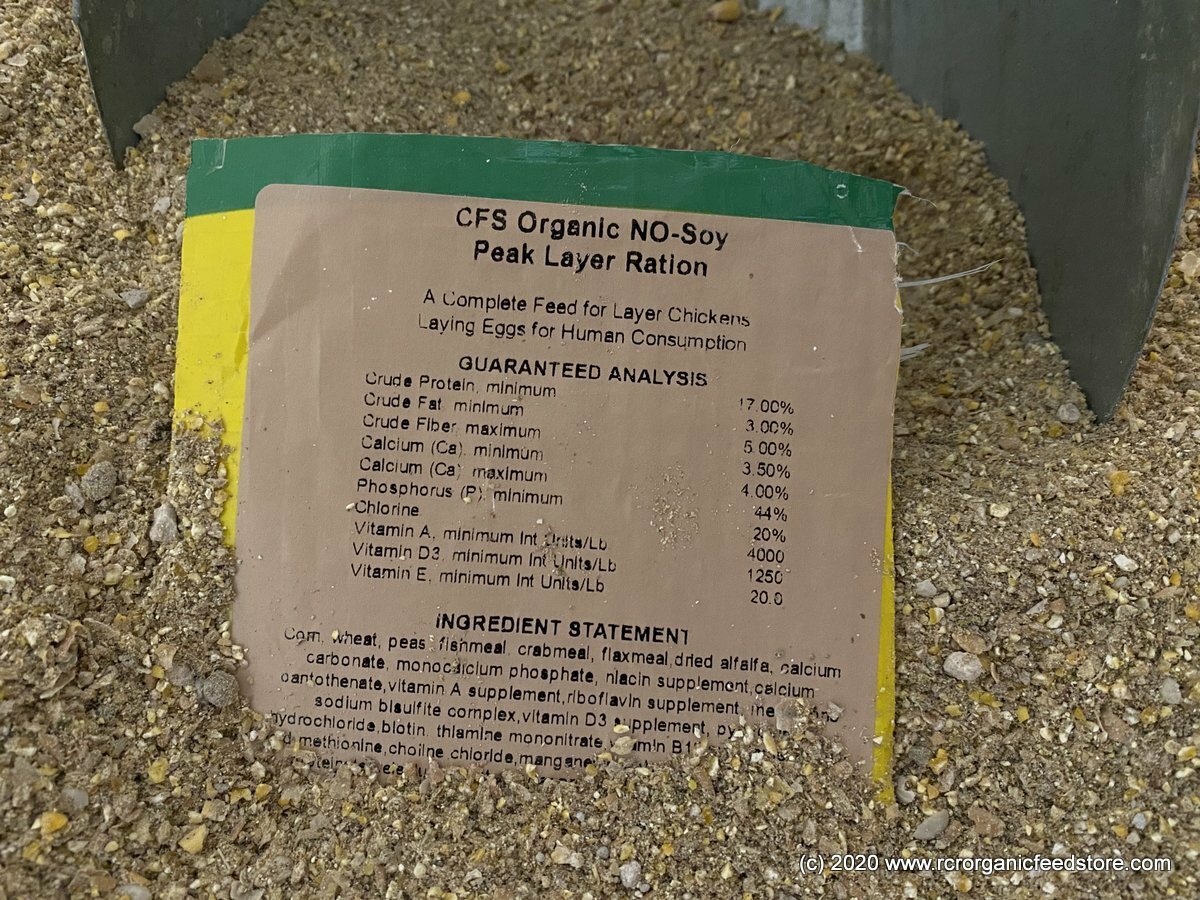 CFS Organic NO-Soy
Peak Layer Ration
A Complete Feed for Layer Chickens
Laying Eggs for Human Consumption
GUARANTEED ANALYSIS
Crude Protein, minimum 17.00%
Crude Fat, minimum 3.00%
Crude Fiber, maximum 5.00%
Calcium (Ca), minimum 3.50%
Calcium (Ca), maximum 4.00%
Phosphorus (P), minimum 44%
Chlorine 20%
Vitamin A, minimum Int Units/Lb 4000
Vitamin D3, minimum Int Units/Lb 1250
Vitamin E, minimum Int Units/Lb 20.0
INGREDIENT STATEMENT
Corn, wheat, peas, fishmeal, crabmeal, flaxmeal,dried alfalfa, calcium
carbonate, monocalcium phosphate, niacin supplement,calcium
pantothenate,vitamin A supplement,riboflavin supplement,
sodium bisulfite complex,vitamin D3 supplement,
hydrochloride,biotin, thiamine mononitrate,
methionine,choline chloride,
(c) 2020 www.rcrorganicfeedstore.com